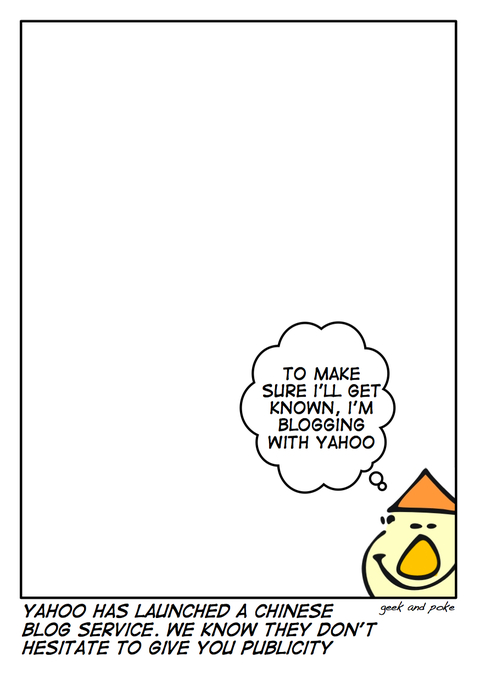 TO MAKE
SURE I'LL GET
KNOWN, I'M
BLOGGING
WITH YAHOO
geek and poke
YAHOO HAS LAUNCHED A CHINESE
BLOG SERVICE. WE KNOW THEY DON'T
HESITATE TO GIVE YOU PUBLICITY